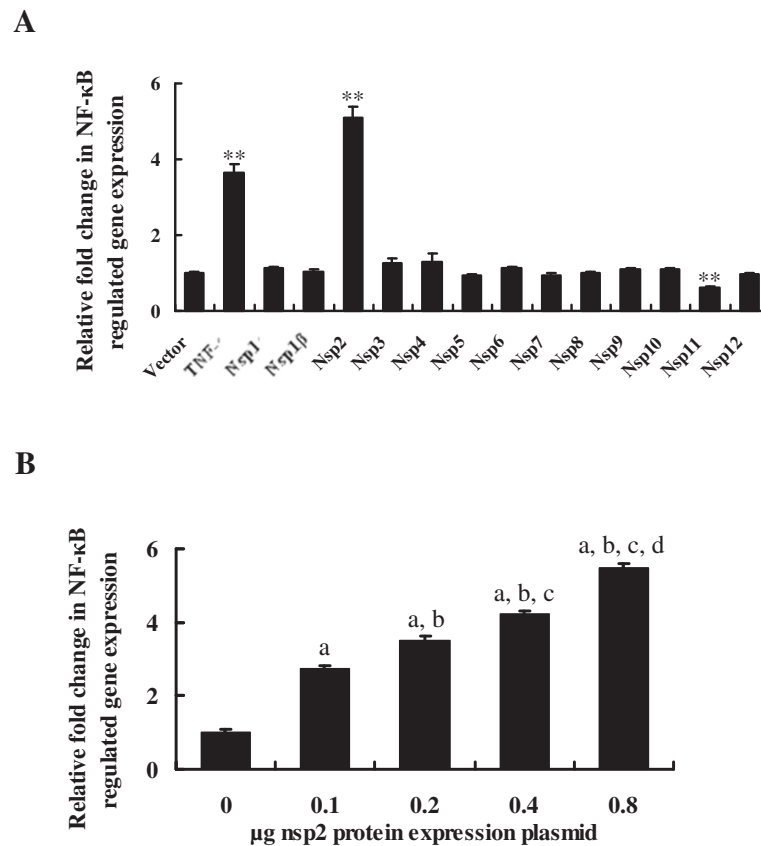 A
Relative fold change in NF-κB
regulated gene expression
6
4
2
0
**
**
**
Vector
TNF-
Nsp1
Nsp1β
Nsp2
Nsp3
Nsp4
Nsp5
Nsp6
Nsp7
Nsp8
Nsp9
Nsp10
Nsp11
Nsp12
B
Relative fold change in NF-κB
regulated gene expression
6
4
2
0
a
a, b
a, b, c
a, b, c, d
0 0.1 0.2 0.4 0.8
µg nsp2 protein expression plasmid